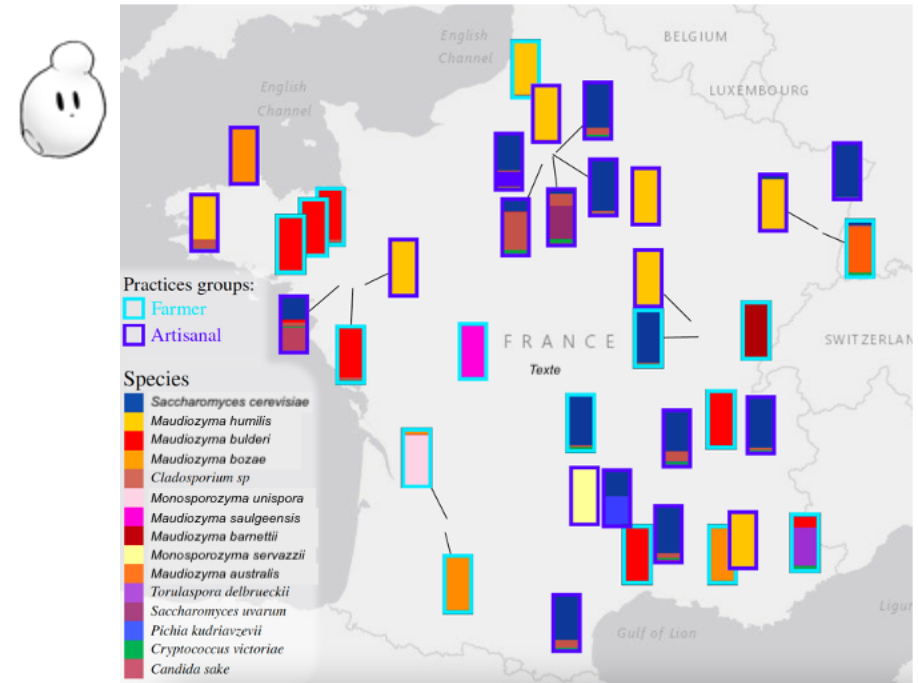 English
Channel
BELGIUM
English
Channel
LUXEMBOURG
Practices groups:
Farmer
Artisanal
FRANCE
SWITZERLAN
Texte
Species
Saccharomyces cerevisiae
Maudiozyma humilis
Maudiozyma bulderi
Maudiozyma bozae
Cladosporium sp
Monosporozyma unispora
Maudiozyma saulgeensis
Maudiozyma barnettii
Monosporozyma servazzii
Maudiozyma australis
Torulaspora delbrueckii
Saccharomyces uvarum
Pichia kudriavzevii
Cryptococcus victoriae
Candida sake
Gulf of Lion
Ligur